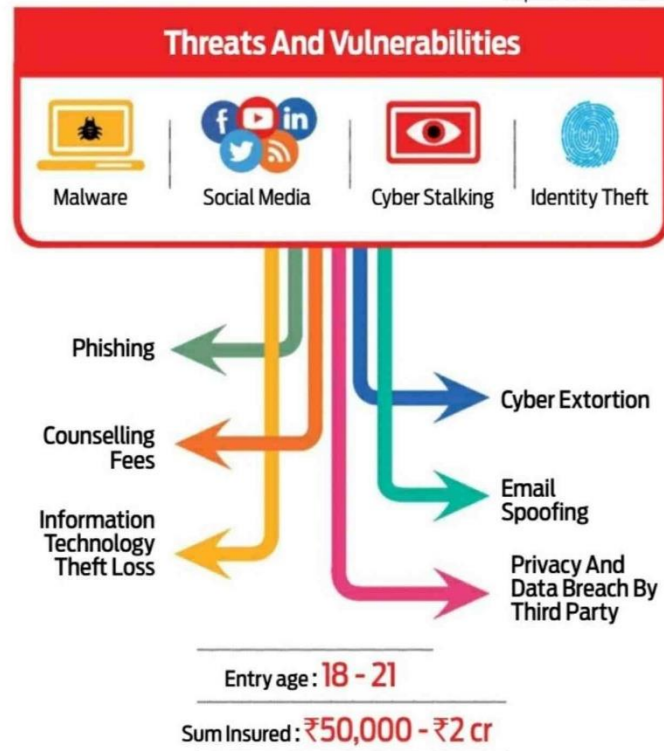 Threats And Vulnerabilities
Malware
Social Media
Cyber Stalking
Identity Theft
Phishing
Counselling
Fees
Information
Technology
Theft Loss
Cyber Extortion
Email
Spoofing
Privacy And
Data Breach By
Third Party
Entry age : 18 - 21
Sum Insured : ₹50,000 - ₹2 cr